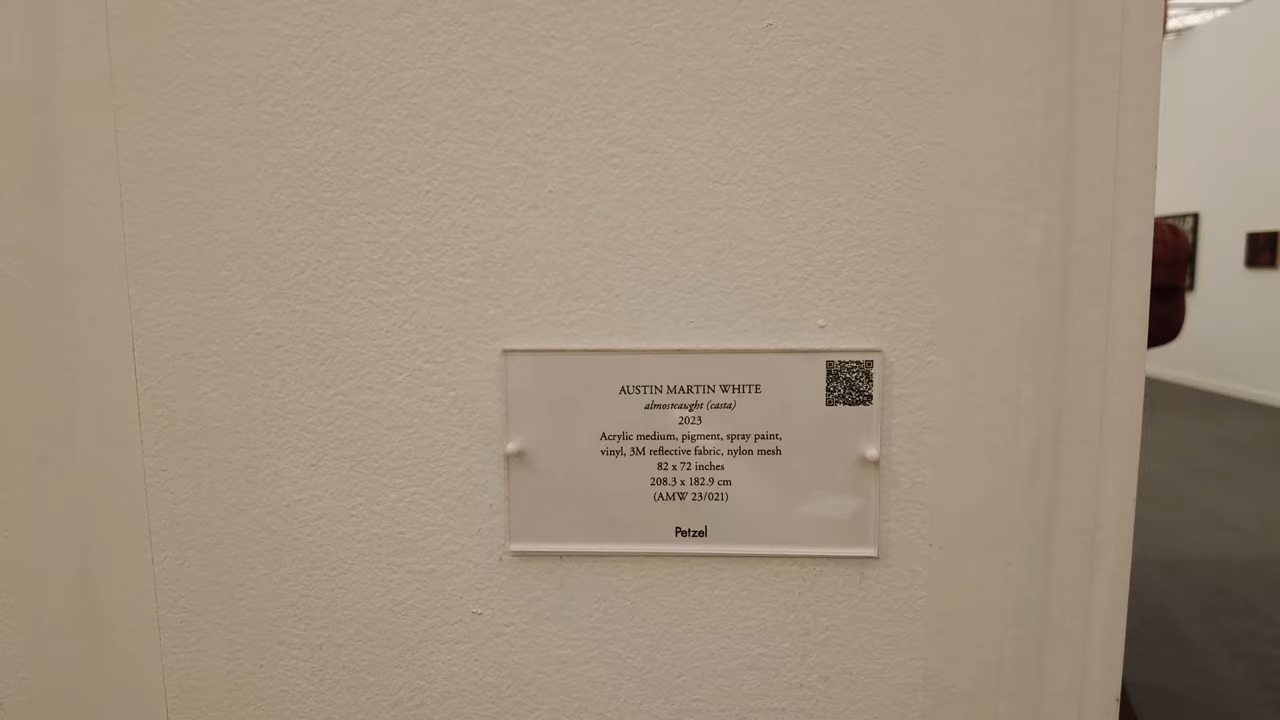 AUSTIN MARTIN WHITE
almostcaught (casta)
2023
Acrylic medium, pigment, spray paint,
vinyl, 3M reflective fabric, nylon mesh
82 x 72 inches
208.3 x 182.9 cm
(AMW 23/021)
Petzel